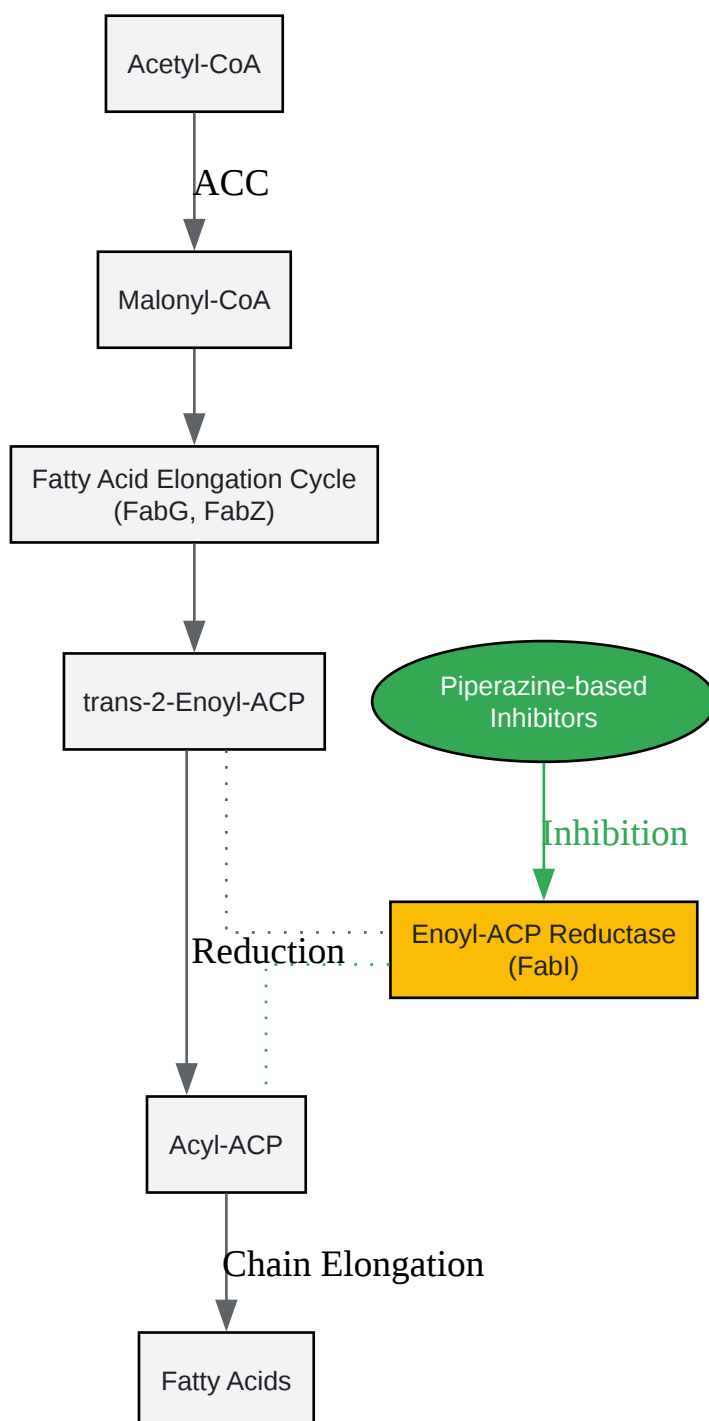 Acetyl-CoA
ACC
Malonyl-CoA
Fatty Acid Elongation Cycle
(FabG, FabZ)
trans-2-Enoyl-ACP
Piperazine-based
Inhibitors
Inhibition
Enoyl-ACP Reductase
(FabI)
Reduction
Acyl-ACP
Chain Elongation
Fatty Acids